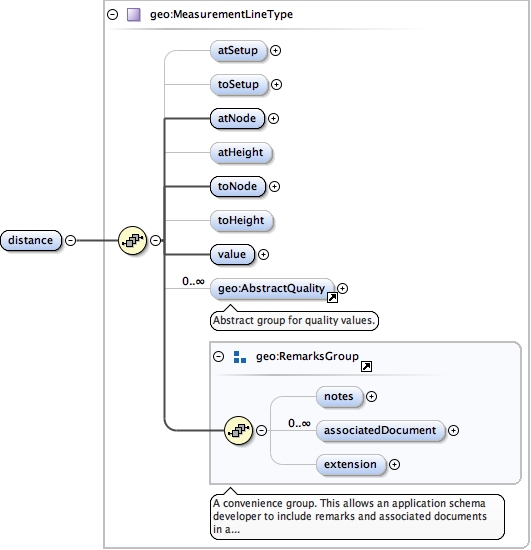 geo:MeasurementLineType
atSetup
toSetup
atNode
atHeight
toNode
toHeight
distance
value
0..∞
geo:AbstractQuality
Abstract group for quality values.
geo:RemarksGroup
notes
0..∞
associatedDocument
extension
A convenience group. This allows an application schema
developer to include remarks and associated documents
in a...